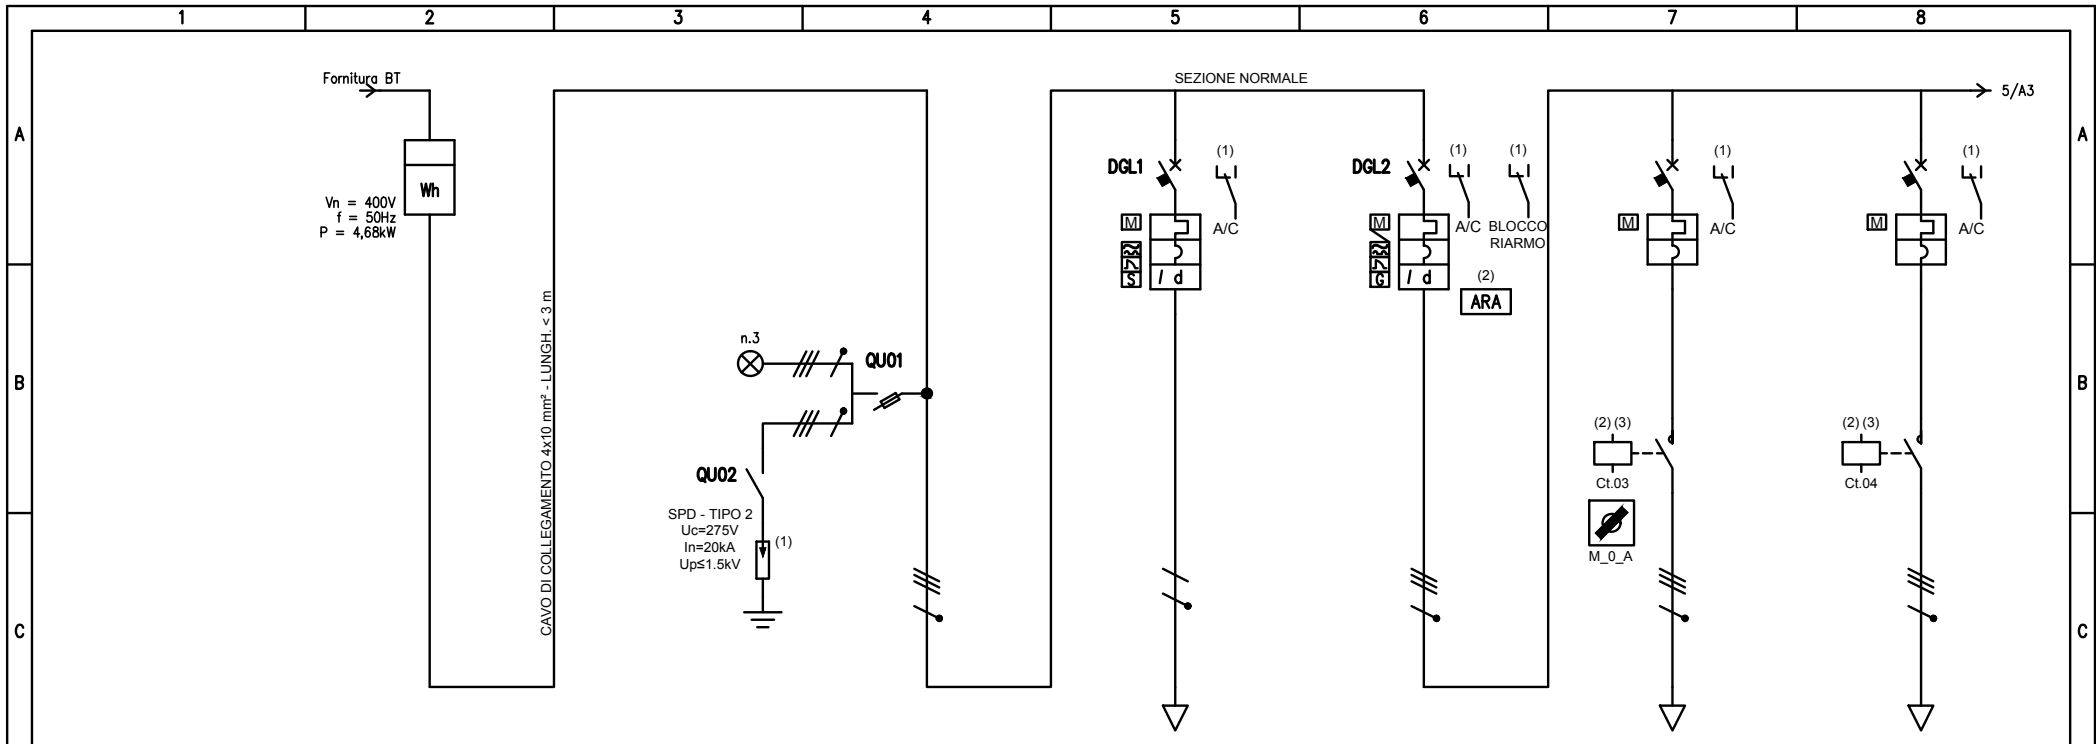 1 2 3 4 5 6 7 8
Fornitura BT
SEZIONE NORMALE
5/A3
A
A
Wh
Vn = 400V
f = 50Hz
P = 4,68kW
DGL1
(1)
M
A/C
S
I d
DGL2
(1)
(1)
M
A/C
BLOCCO
RIARMO
G
I d
(2)
ARA
(1)
M
A/C
(1)
M
A/C
CAVO DI COLLEGAMENTO 4x10 mm² - LUNGH. < 3 m
B
B
n.3
QU01
QU02
SPD - TIPO 2
Uc=275V
In=20kA
Up≤1.5kV
(1)
(2) (3)
Ct.03
M_0_A
(2) (3)
Ct.04
C
C